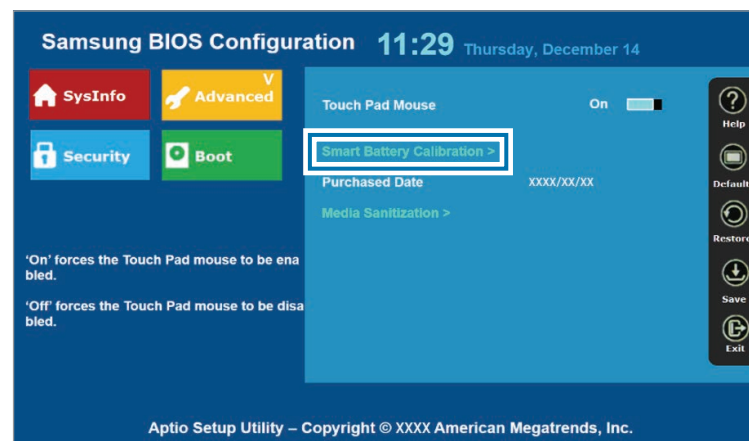 Samsung BIOS Configuration 11:29 Thursday, December 14
SysInfo
V
Advanced
Security
Boot
'On' forces the Touch Pad mouse to be ena
bled.
'Off' forces the Touch Pad mouse to be disa
bled.
Touch Pad Mouse On
Smart Battery Calibration >
Purchased Date XXXX/XX/XX
Media Sanitization >
?
Help
Default
Restore
Save
Exit
Aptio Setup Utility – Copyright © XXXX American Megatrends, Inc.